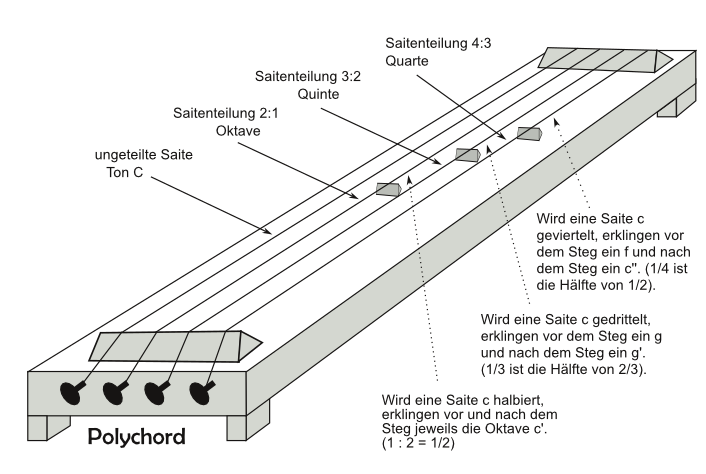 Saitenteilung 4:3
Quarte
Saitenteilung 3:2
Quinte
Saitenteilung 2:1
Oktave
ungeteilte Saite
Ton C
Wird eine Saite c
geviertelt, erklingen vor
dem Steg ein f und nach
dem Steg ein c''. (1/4 ist
die Hälfte von 1/2).
Wird eine Saite c gedrittelt,
erklingen vor dem Steg ein g
und nach dem Steg ein g'.
(1/3 ist die Hälfte von 2/3).
Wird eine Saite c halbiert,
erklingen vor und nach dem
Steg jeweils die Oktave c'.
(1 : 2 = 1/2)
Polychord